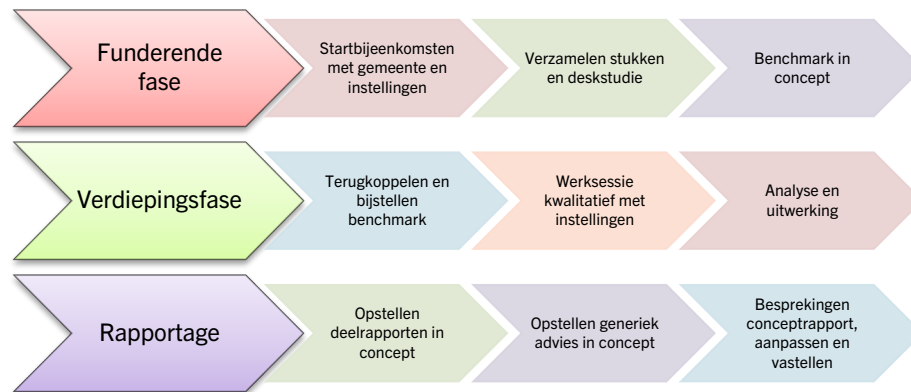 Funderende
fase
Startbijeenkomsten
met gemeente en
instellingen
Verzamelen stukken
en deskstudie
Benchmark in
concept
Verdiepingsfase
Terugkoppelen en
bijstellen
benchmark
Werksessie
kwalitatief met
instellingen
Analyse en
uitwerking
Rapportage
Opstellen
deelrapporten in
concept
Opstellen generiek
advies in concept
Besprekingen
conceptrapport,
aanpassen en
vastellen